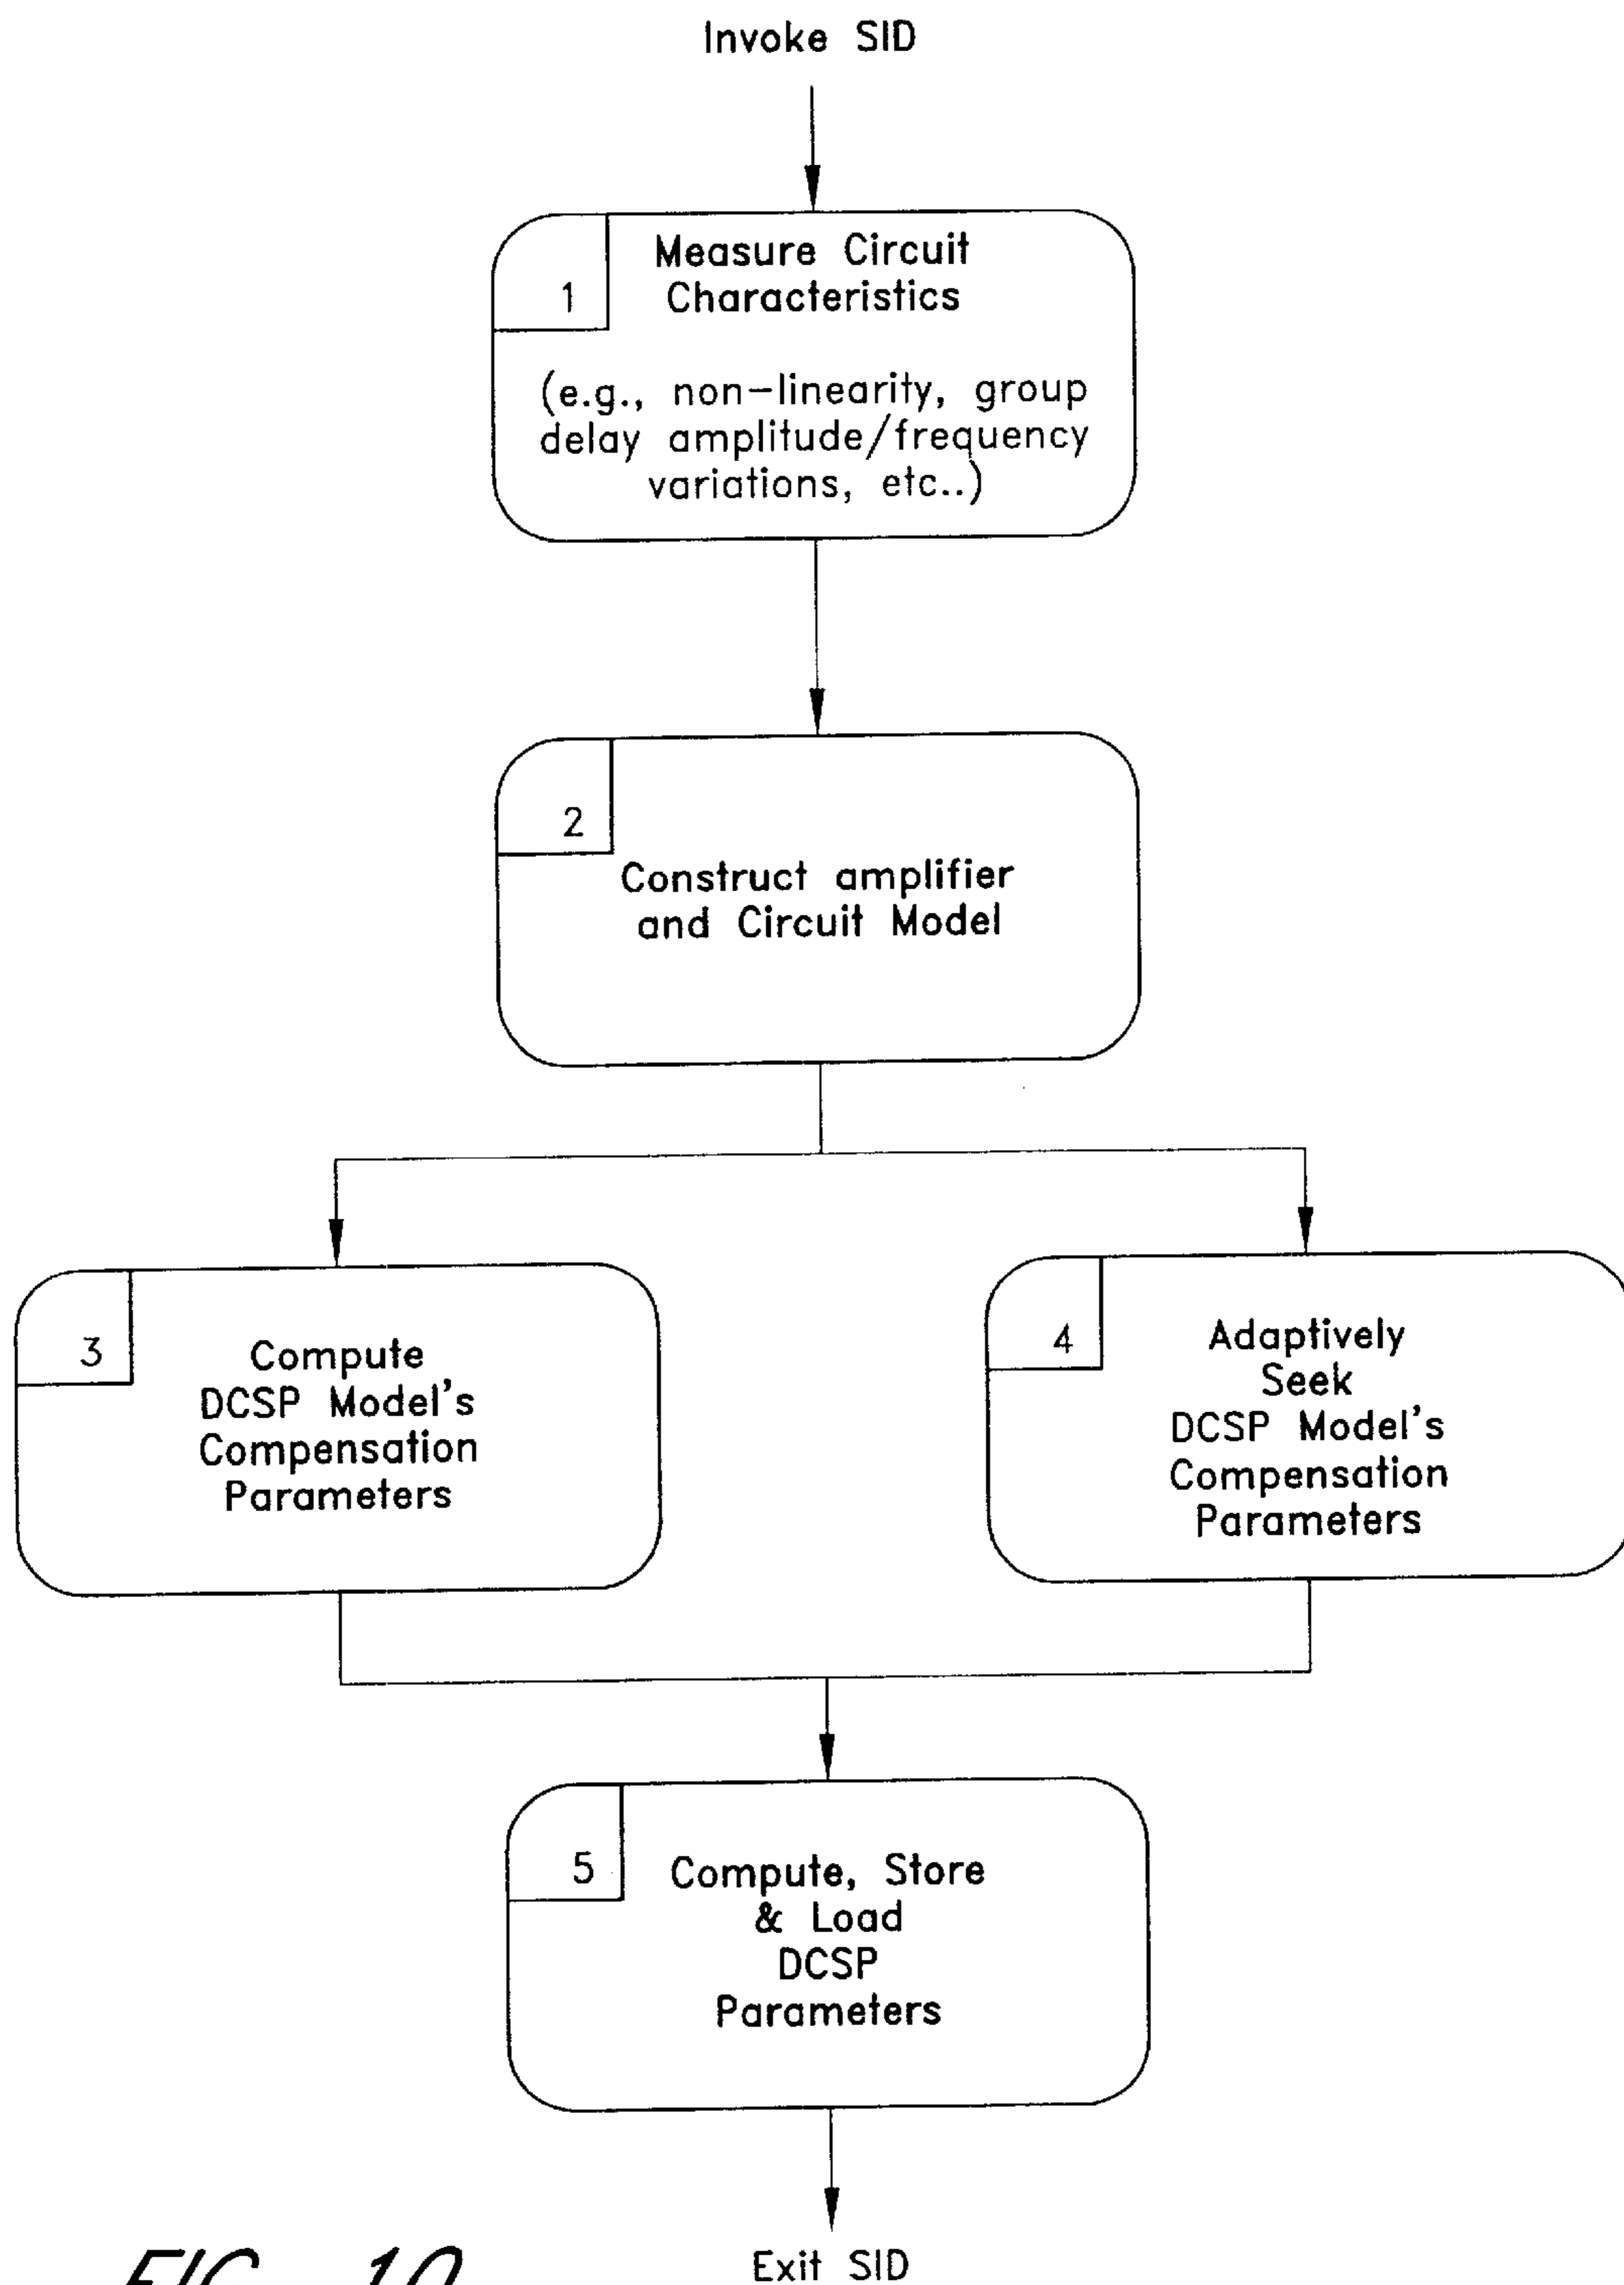 Invoke SID
1
Measure Circuit
Characteristics
(e.g., non-linearity, group
delay amplitude/frequency
variations, etc..)
2
Construct amplifier
and Circuit Model
3
Compute
DCSP Model's
Compensation
Parameters
4
Adaptively
Seek
DCSP Model's
Compensation
Parameters
5
Compute, Store
& Load
DCSP
Parameters
Exit SID
FIG. 10